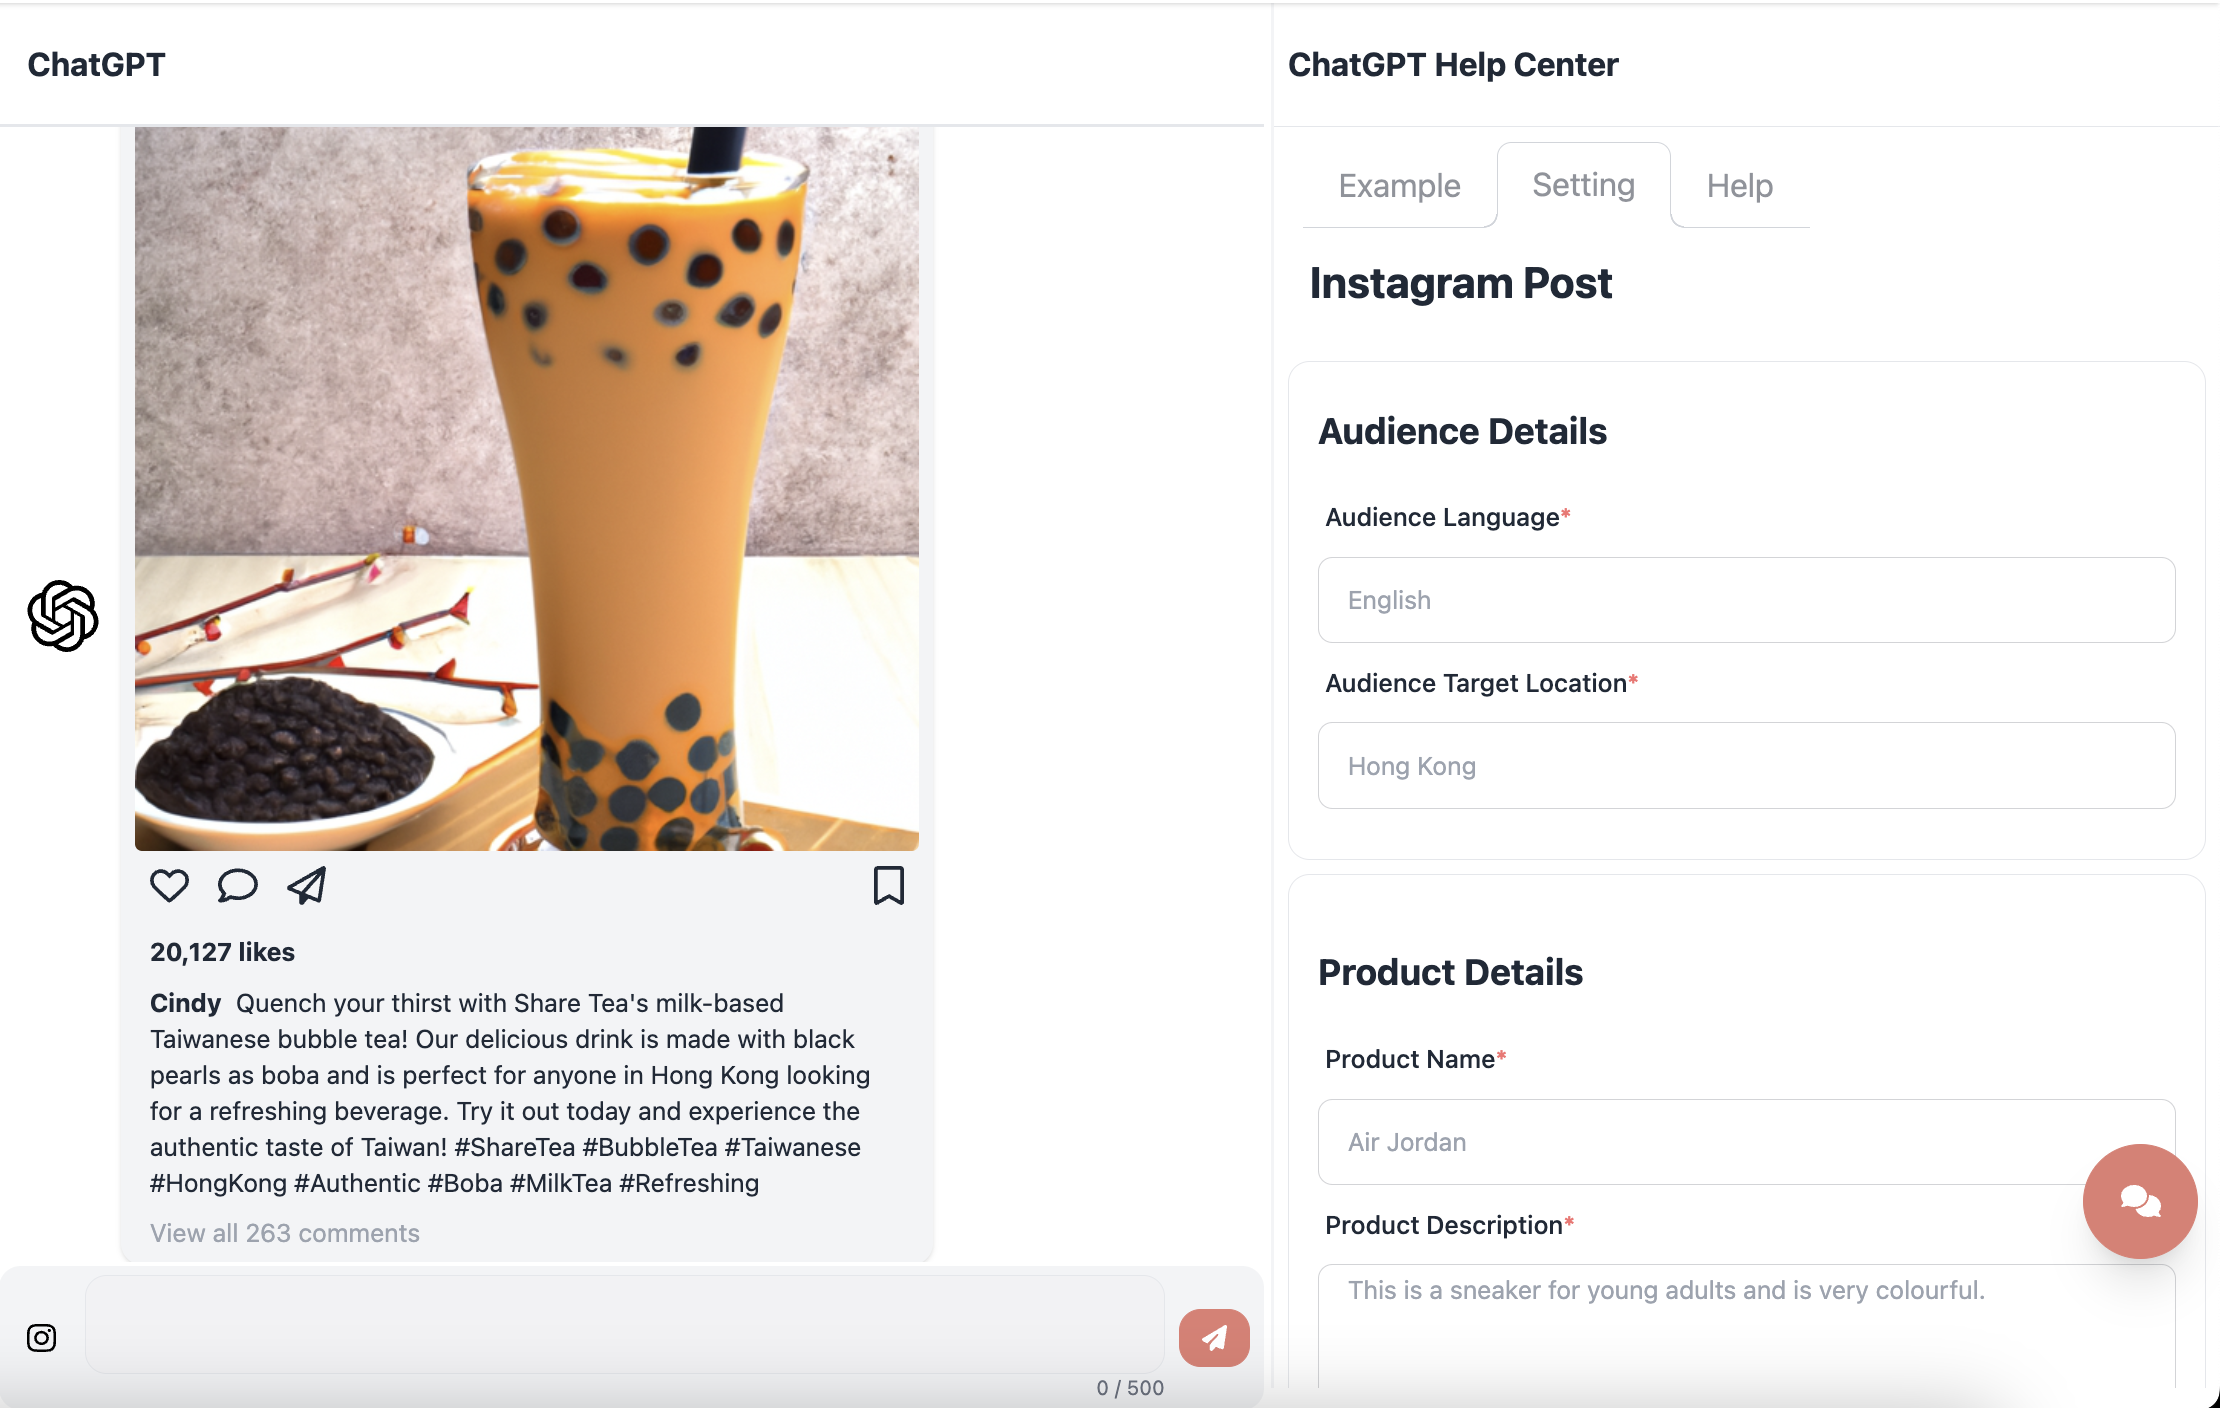 ChatGPT
20,127 likes
Cindy Quench your thirst with Share Tea's milk-based
Taiwanese bubble tea! Our delicious drink is made with black
pearls as boba and is perfect for anyone in Hong Kong looking
for a refreshing beverage. Try it out today and experience the
authentic taste of Taiwan! #ShareTea #BubbleTea #Taiwanese
#HongKong #Authentic #Boba #MilkTea #Refreshing
View all 263 comments
0 / 500
ChatGPT Help Center
Example Setting Help
Instagram Post
Audience Details
Audience Language*
English
Audience Target Location*
Hong Kong
Product Details
Product Name*
Air Jordan
Product Description*
This is a sneaker for young adults and is very colourful.